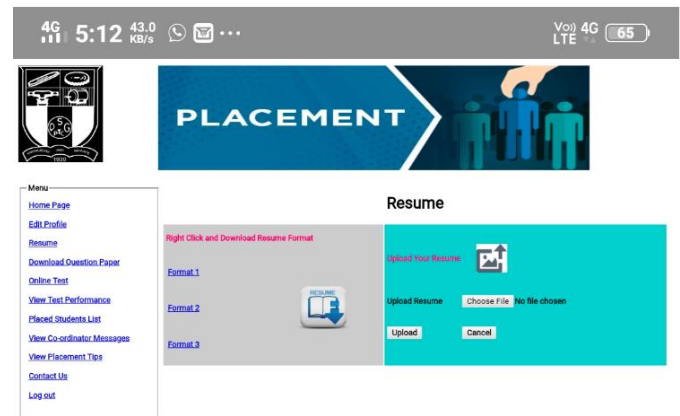 4G 5:12 43.0 KB/s ... Vo)) LTE 4G 65
PSG
1939
PLACEMENT
Menu
Home Page
Edit Profile
Resume
Download Question Paper
Online Test
View Test Performance
Placed Students List
View Co-ordinator Messages
View Placement Tips
Contact Us
Log out
Resume
Right Click and Download Resume Format
Format 1
Format 2
Format 3
RESUME
Upload Your Resume
Upload Resume Choose File No file chosen
Upload Cancel